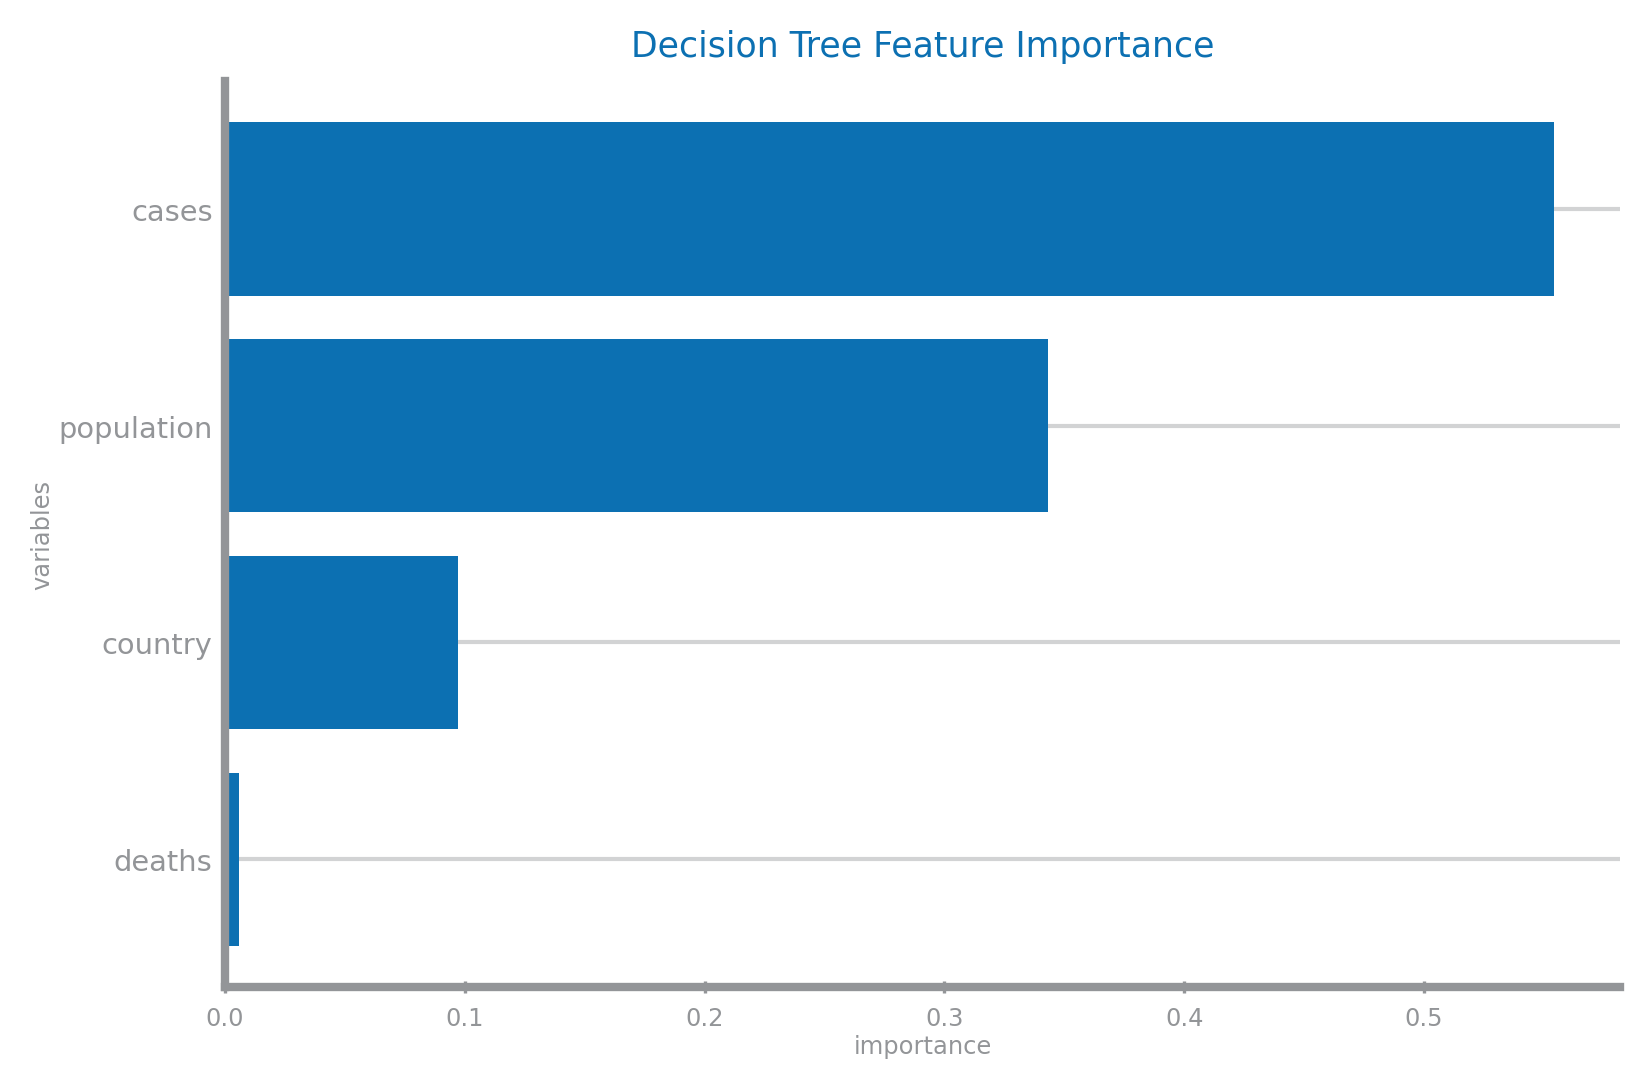 Decision Tree Feature Importance
cases
population
country
deaths
variables
0.0 0.1 0.2 0.3 0.4 0.5
importance